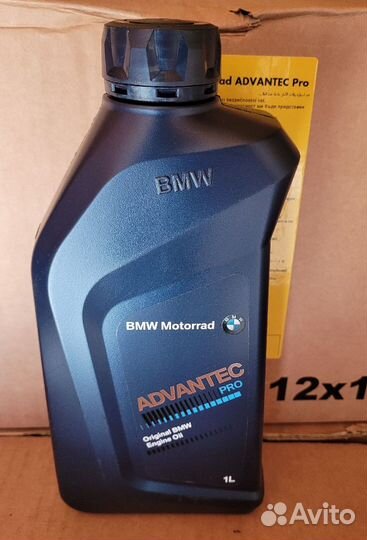 BMW
ad ADVANTEC Pro
BMW Motorrad
ADVANTEC
PRO
Original BMW
Engine Oil
1L
12x1
Avito